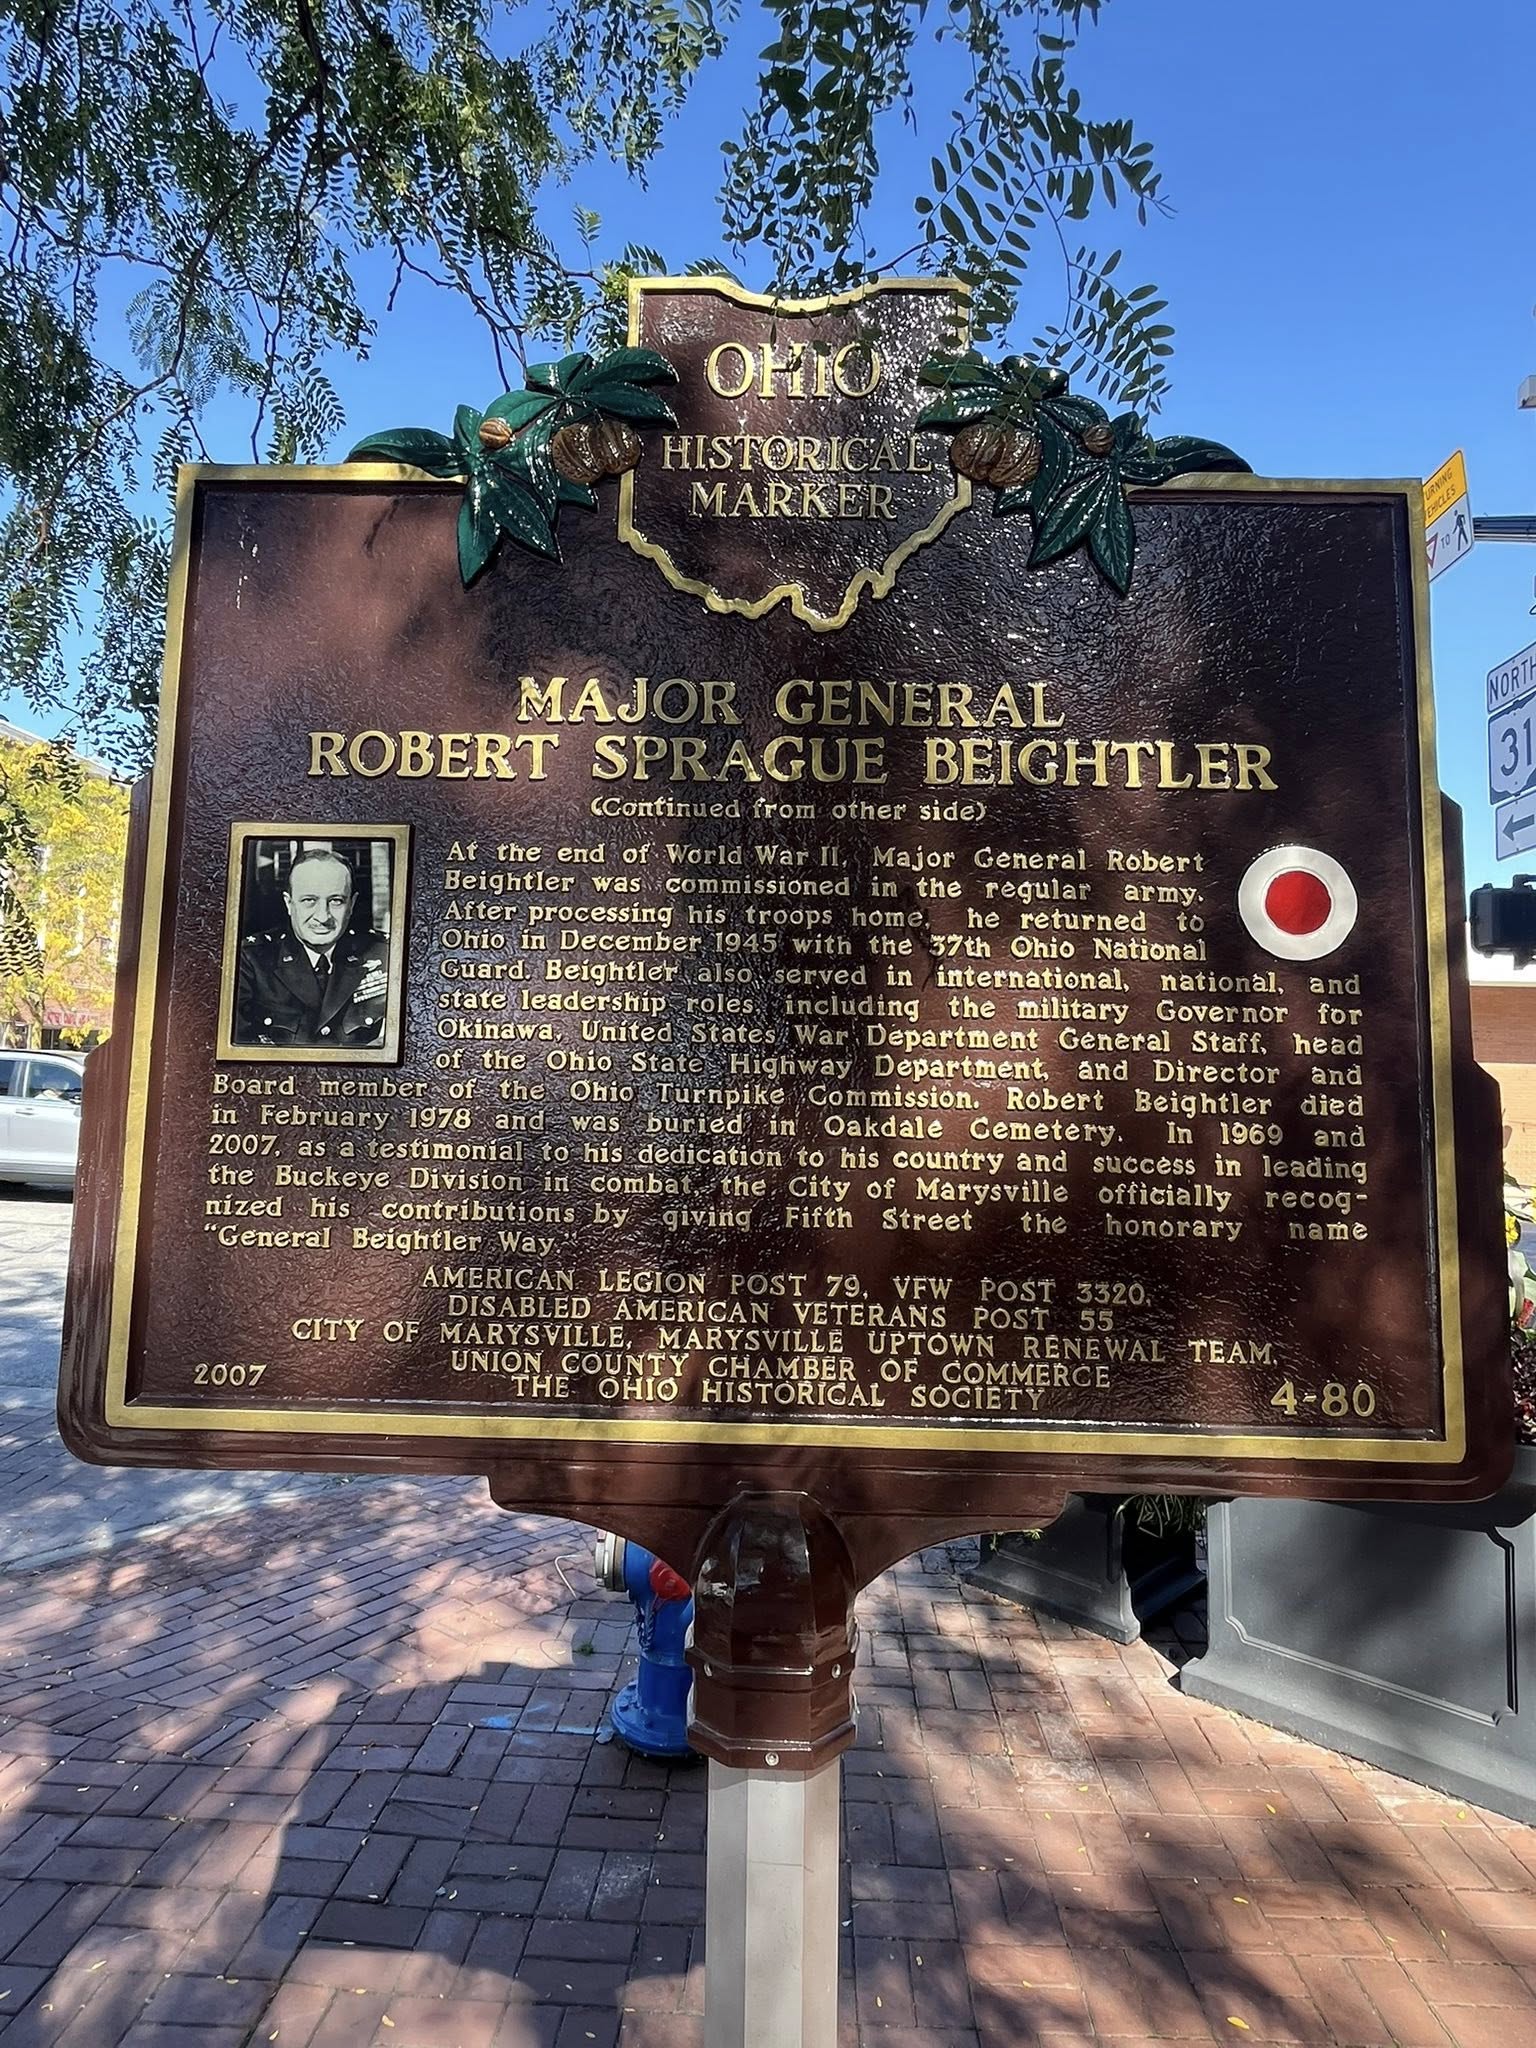 OHIO
HISTORICAL
MARKER
MAJOR GENERAL
ROBERT SPRAGUE BEIGHTLER
(Continued from other side)
At the end of World War II, Major General Robert
Beightler was commissioned in the regular army.
After processing his troops home, he returned to
Ohio in December 1945 with the 37th Ohio National
Guard. Beightler also served in international, national, and
state leadership roles including the military Governor for
Okinawa, United States War Department General Staff, head
of the Ohio State Highway Department, and Director and
Board member of the Ohio Turnpike Commission. Robert Beightler died
in February 1978 and was buried in Oakdale Cemetery. In 1969 and
2007, as a testimonial to his dedication to his country and success in leading
the Buckeye Division in combat, the City of Marysville officially recog-
nized his contributions by giving Fifth Street the honorary name
"General Beightler Way."
AMERICAN LEGION POST 79, VFW POST 3320,
DISABLED AMERICAN VETERANS POST 55
CITY OF MARYSVILLE, MARYSVILLE UPTOWN RENEWAL TEAM,
UNION COUNTY CHAMBER OF COMMERCE
THE OHIO HISTORICAL SOCIETY
2007
4-80
TURNING
VEHICLES
TO
NORTH
31